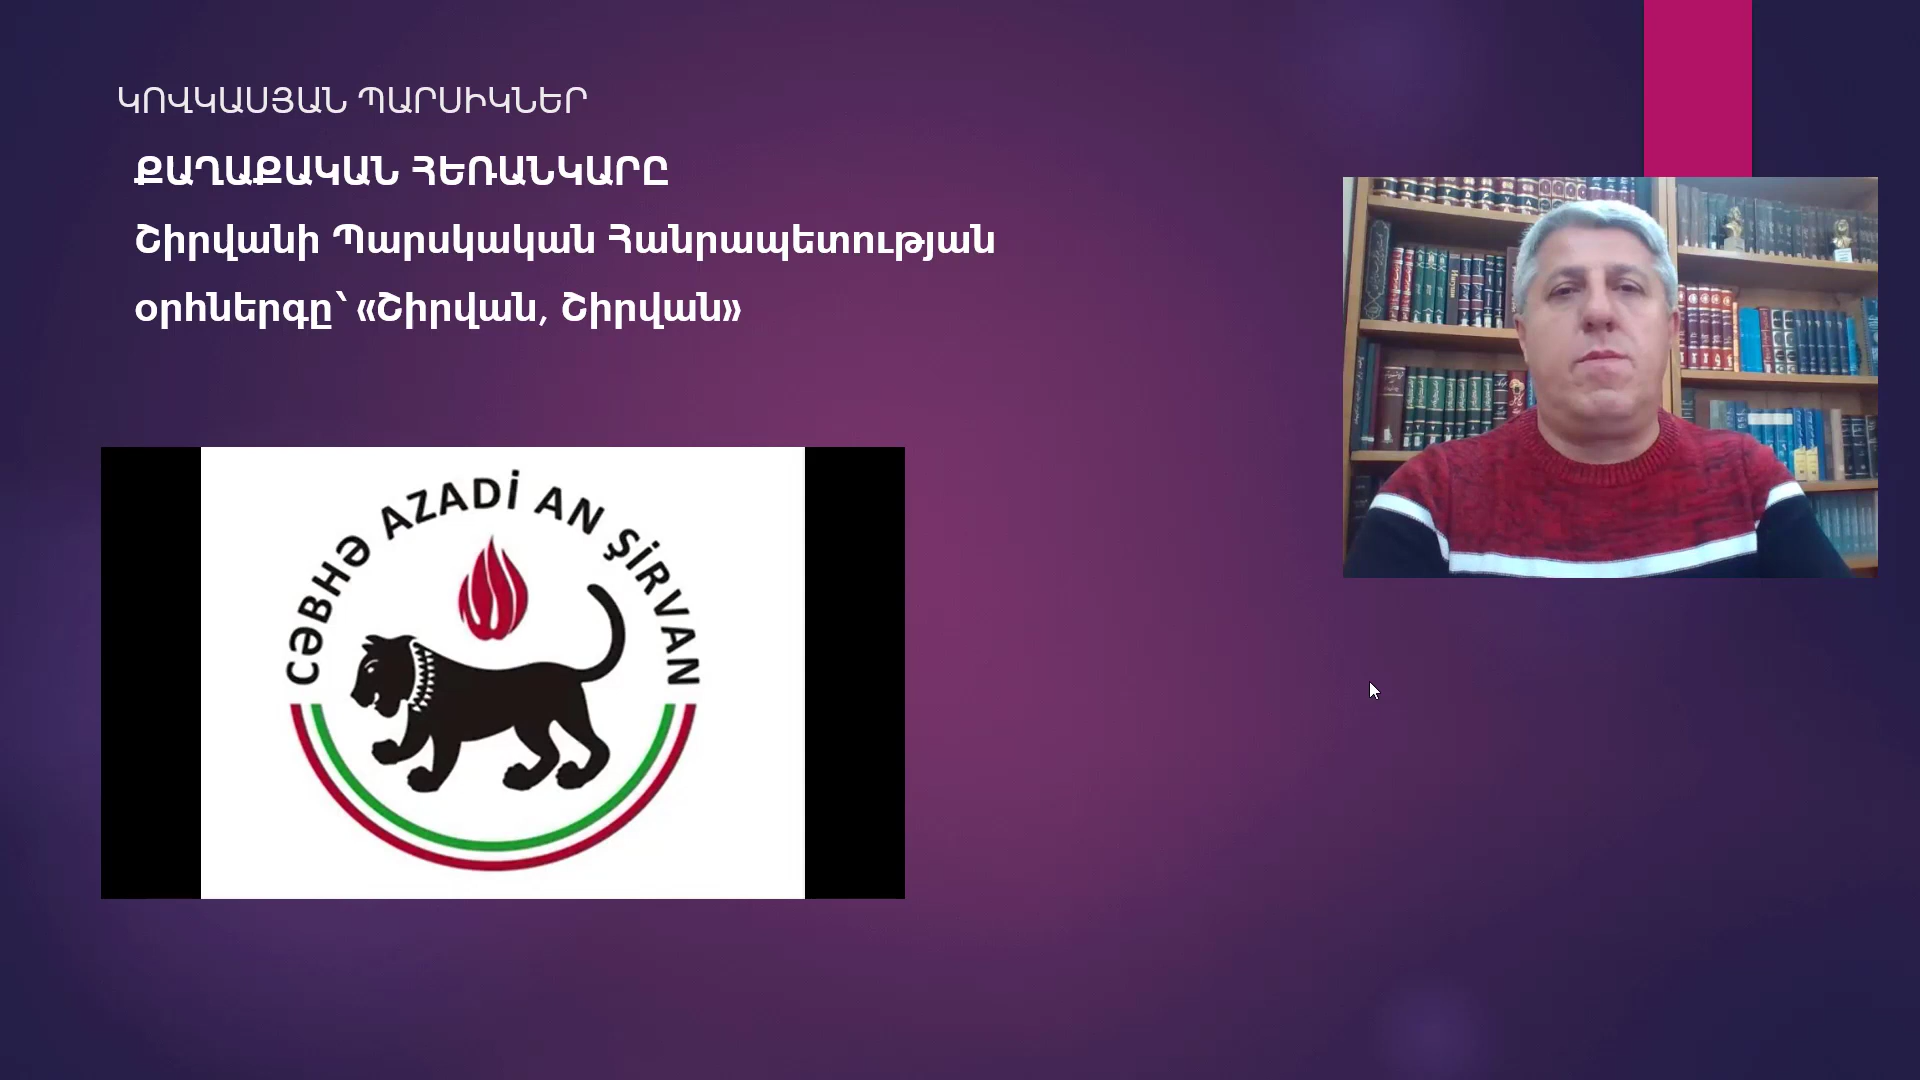 ԿՈՎԿԱՍՅԱՆ ՊԱՐՍԻԿՆԵՐ
ՔԱՂԱՔԱԿԱՆ ՀԵՌԱՆԿԱՐԸ
Շիրվանի Պարսկական Հանրապետության
օրհներգը՝ «Շիրվան, Շիրվան»
CƏBHƏ AZADİ AN ŞİRVAN